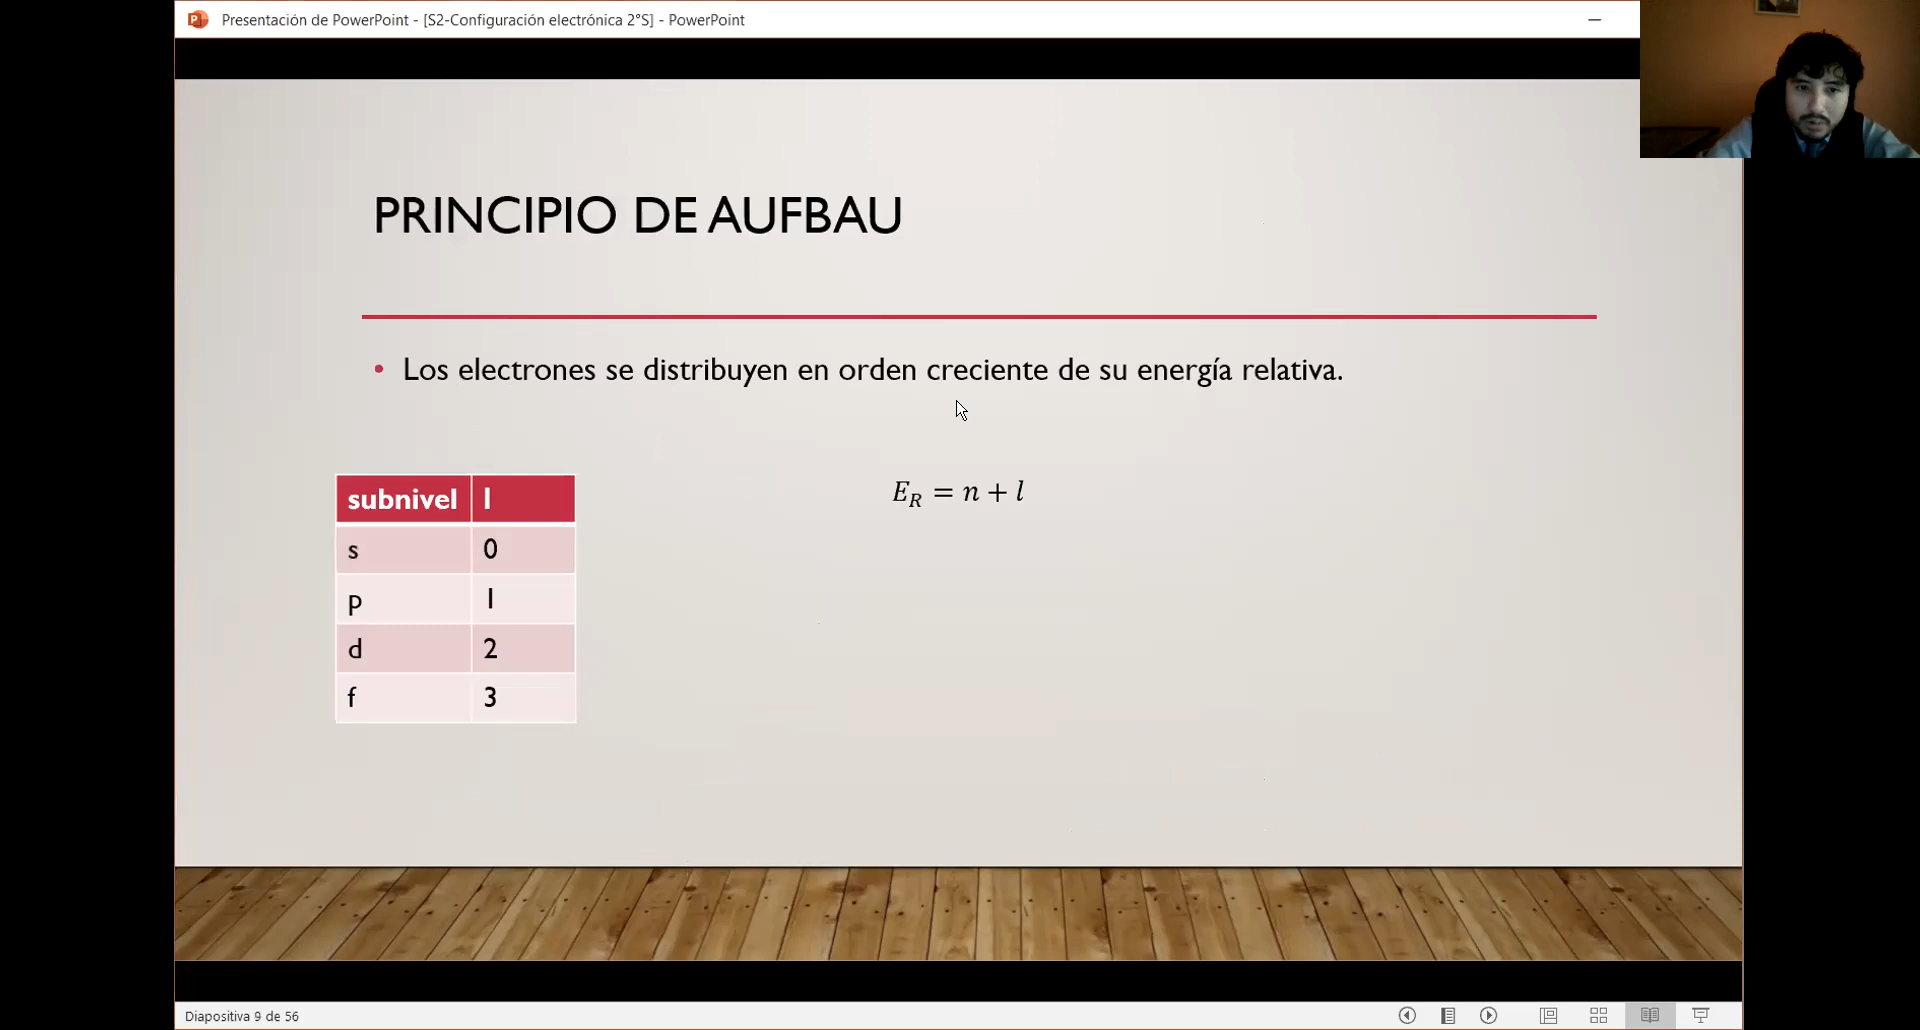 Presentación de PowerPoint - [S2-Configuración electrónica 2°S] - PowerPoint
PRINCIPIO DE AUFBAU
• Los electrones se distribuyen en orden creciente de su energía relativa.
E_R = n + l
subnivel l
s 0
p 1
d 2
f 3
Diapositiva 9 de 56